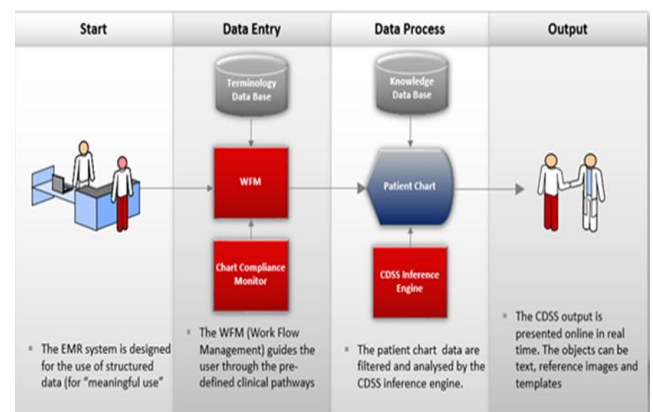 Start
Data Entry
Data Process
Output
Terminology
Data Base
Knowledge
Data Base
WFM
Patient Chart
Chart Compliance
Monitor
CDSS Inference
Engine
▪ The EMR system is designed
for the use of structured
data (for “meaningful use”
▪ The WFM (Work Flow
Management) guides the
user through the pre-
defined clinical pathways
▪ The patient chart data are
filtered and analysed by the
CDSS inference engine.
▪ The CDSS output is
presented online in real
time. The objects can be
text, reference images and
templates